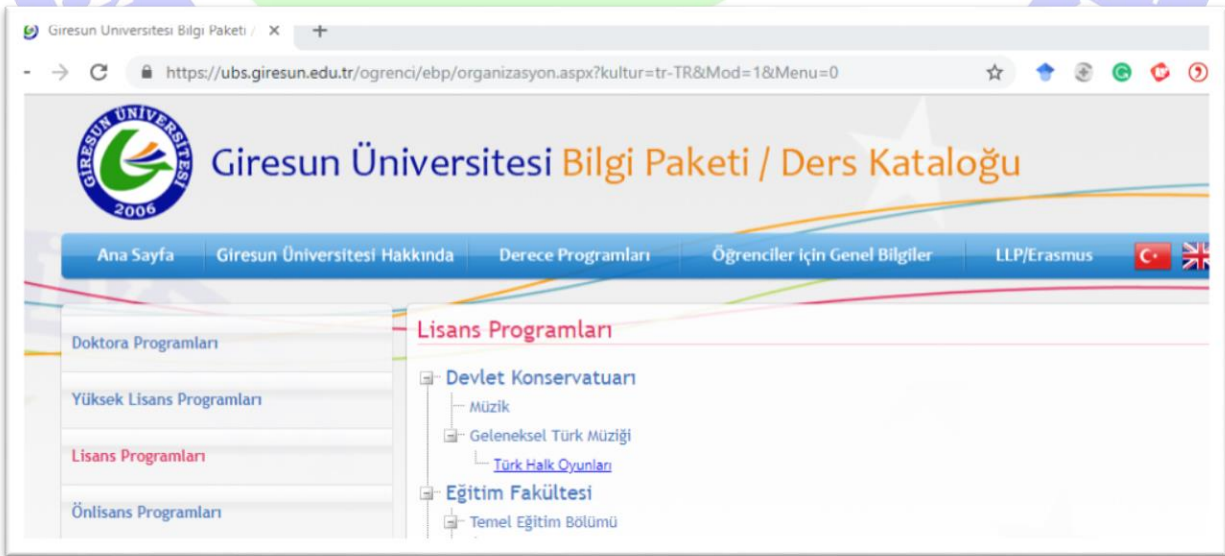 Giresun Üniversitesi Bilgi Paketi /
https://ubs.giresun.edu.tr/ogrenci/ebp/organizasyon.aspx?kultur=tr-TR&Mod=1&Menu=0
GİRESUN ÜNİVERSİTESİ
2006
Giresun Üniversitesi Bilgi Paketi / Ders Kataloğu
Ana Sayfa Giresun Üniversitesi Hakkında Derece Programları Öğrenciler için Genel Bilgiler LLP/Erasmus
Doktora Programları
Yüksek Lisans Programları
Lisans Programları
Önlisans Programları
Lisans Programları
Devlet Konservatuarı
Müzik
Geleneksel Türk Müziği
Türk Halk Oyunları
Eğitim Fakültesi
Temel Eğitim Bölümü